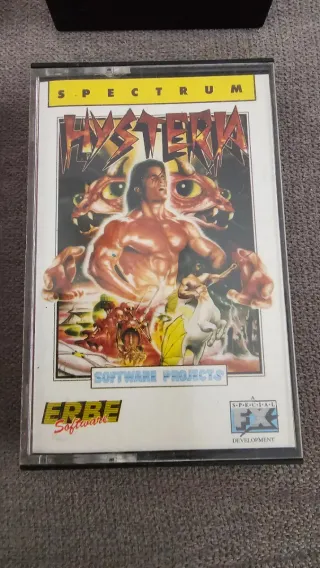 SPECTRUM
HYSTERIA
SOFTWARE PROJECTS
ERBE
Software
A
SPECIAL
FX
DEVELOPMENT